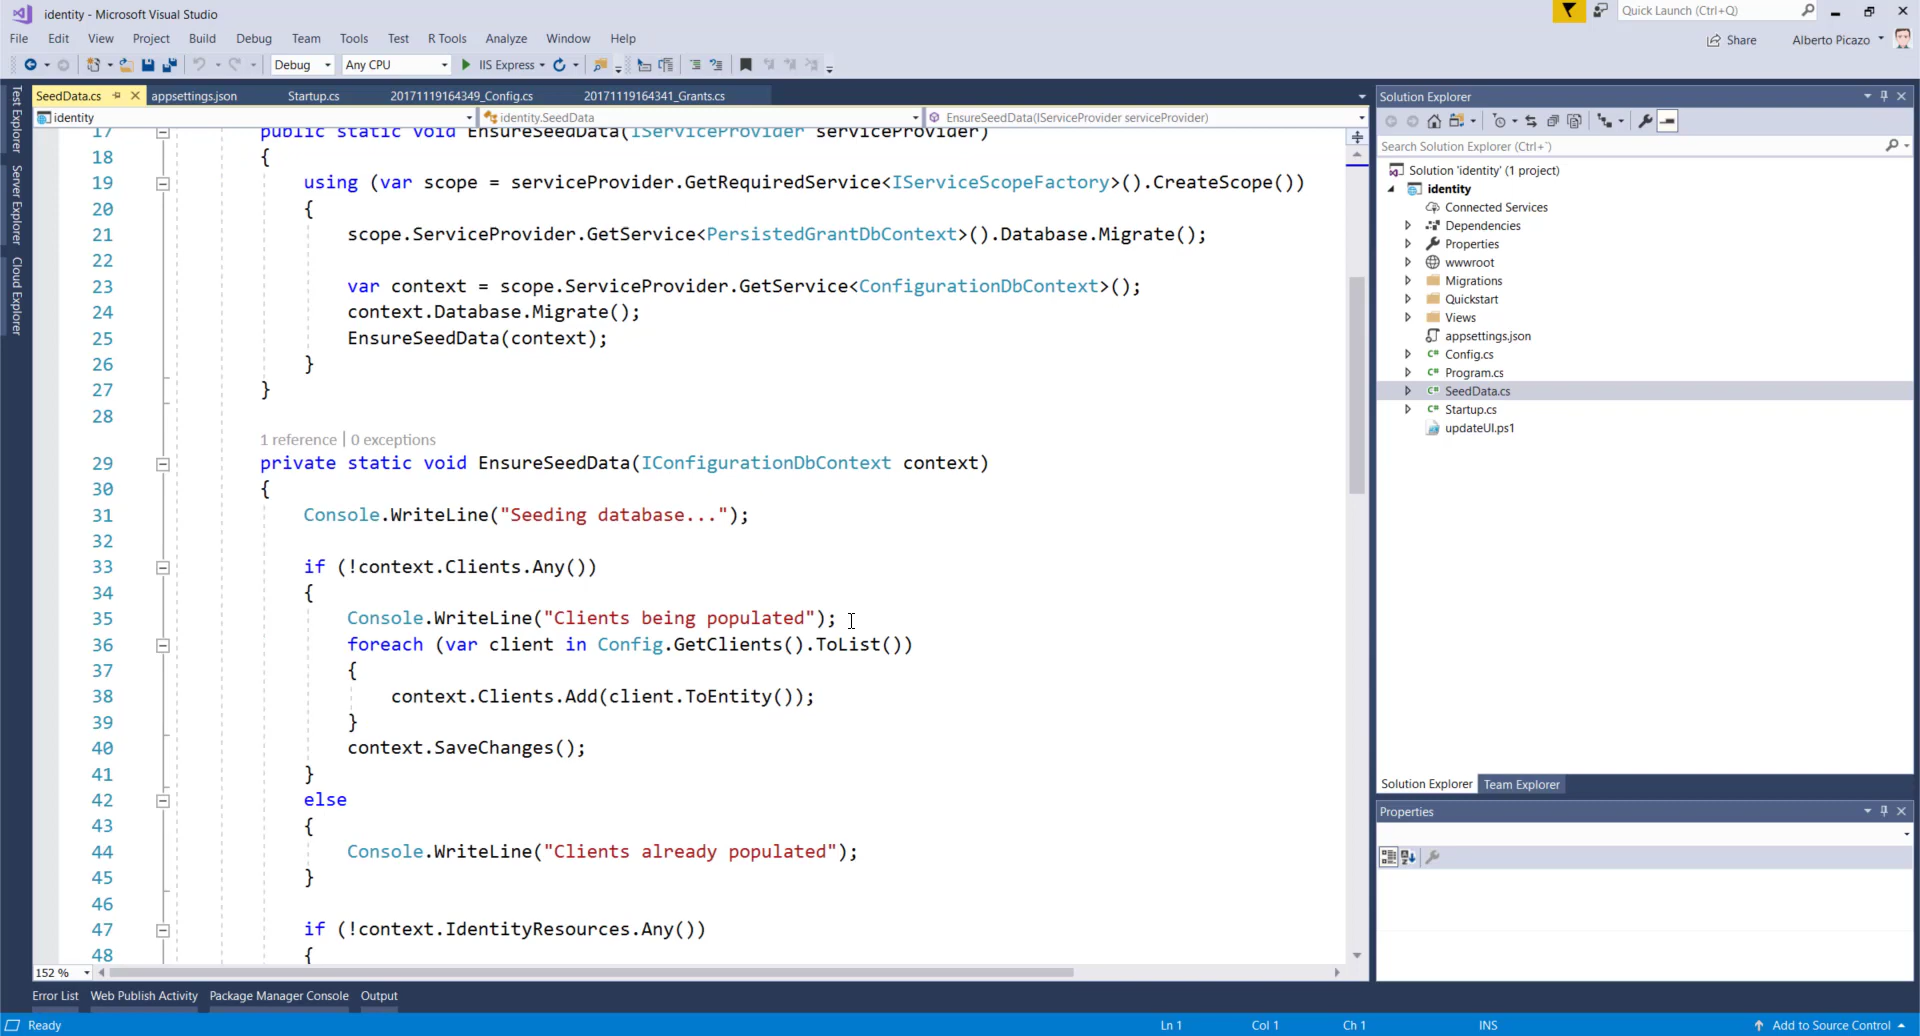 identity - Microsoft Visual Studio
Quick Launch (Ctrl+Q)
File Edit View Project Build Debug Team Tools Test R Tools Analyze Window Help
Share Alberto Picazo
Debug Any CPU IIS Express
SeedData.cs appsettings.json Startup.cs 20171119164349_Config.cs 20171119164341_Grants.cs
identity identity.SeedData EnsureSeedData(IServiceProvider serviceProvider)
Test Explorer
Server Explorer
Cloud Explorer
17 public static void EnsureSeedData(IServiceProvider serviceProvider)
18 {
19 using (var scope = serviceProvider.GetRequiredService<IServiceScopeFactory>().CreateScope())
20 {
21 scope.ServiceProvider.GetService<PersistedGrantDbContext>().Database.Migrate();
22
23 var context = scope.ServiceProvider.GetService<ConfigurationDbContext>();
24 context.Database.Migrate();
25 EnsureSeedData(context);
26 }
27 }
28
1 reference | 0 exceptions
29 private static void EnsureSeedData(IConfigurationDbContext context)
30 {
31 Console.WriteLine("Seeding database...");
32
33 if (!context.Clients.Any())
34 {
35 Console.WriteLine("Clients being populated");
36 foreach (var client in Config.GetClients().ToList())
37 {
38 context.Clients.Add(client.ToEntity());
39 }
40 context.SaveChanges();
41 }
42 else
43 {
44 Console.WriteLine("Clients already populated");
45 }
46
47 if (!context.IdentityResources.Any())
48 {
152 %
Solution Explorer
Search Solution Explorer (Ctrl+´)
Solution 'identity' (1 project)
identity
Connected Services
Dependencies
Properties
wwwroot
Migrations
Quickstart
Views
appsettings.json
C# Config.cs
C# Program.cs
C# SeedData.cs
C# Startup.cs
updateUI.ps1
Solution Explorer Team Explorer
Properties
Error List Web Publish Activity Package Manager Console Output
Ready Ln 1 Col 1 Ch 1 INS Add to Source Control